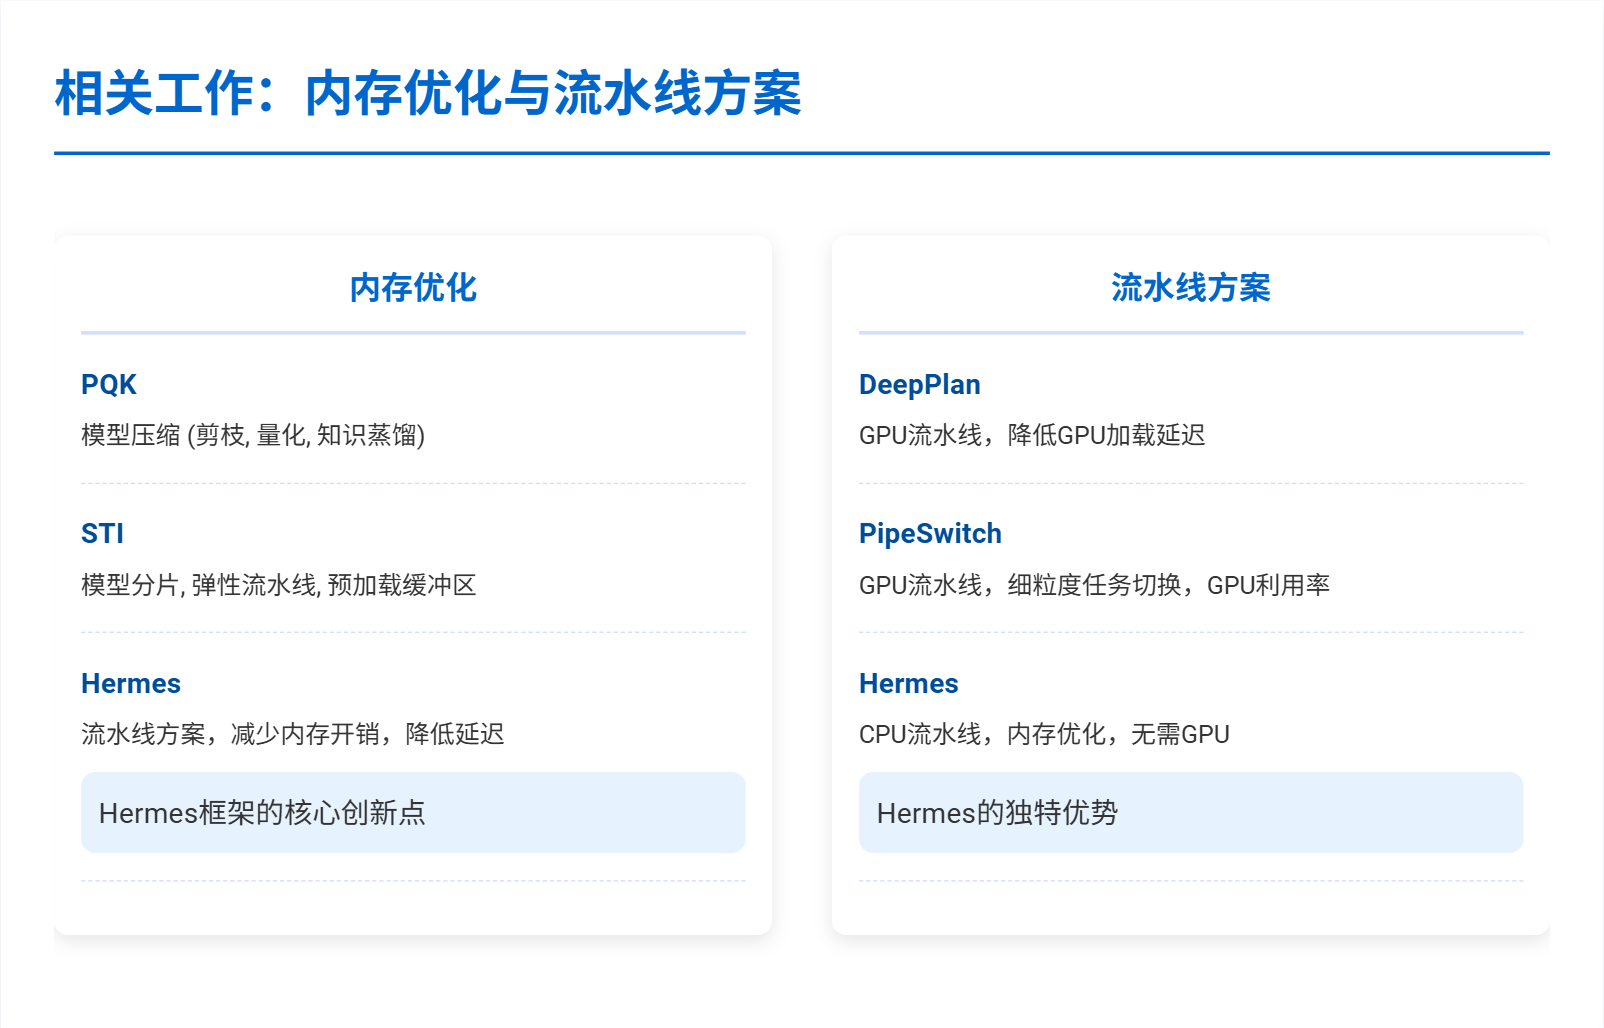 相关工作：内存优化与流水线方案
内存优化
PQK
模型压缩 (剪枝, 量化, 知识蒸馏)
STI
模型分片, 弹性流水线, 预加载缓冲区
Hermes
流水线方案，减少内存开销，降低延迟
Hermes框架的核心创新点
流水线方案
DeepPlan
GPU流水线，降低GPU加载延迟
PipeSwitch
GPU流水线，细粒度任务切换，GPU利用率
Hermes
CPU流水线，内存优化，无需GPU
Hermes的独特优势